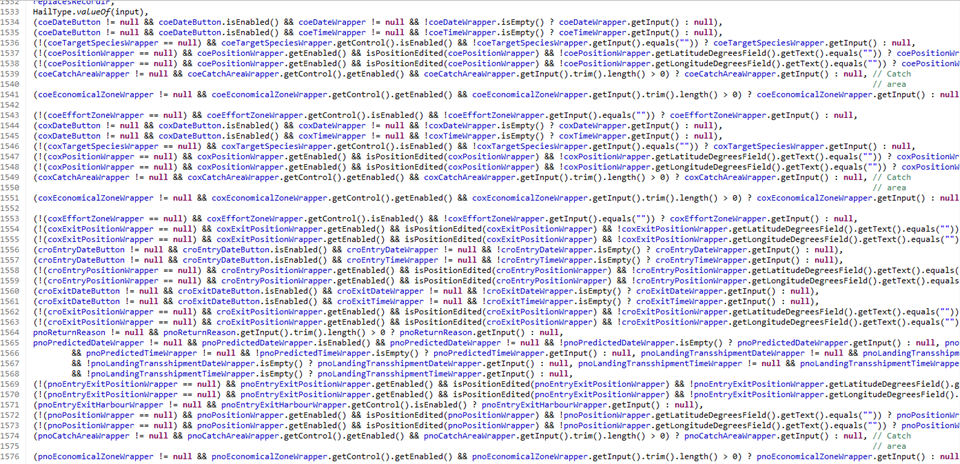 1532 replacesRecordIF,
1533 HailType.valueOf(input),
1534 (coeDateButton != null && coeDateButton.isEnabled() && coeDateWrapper != null && !coeDateWrapper.isEmpty() ? coeDateWrapper.getInput() : null),
1535 (coeDateButton != null && coeDateButton.isEnabled() && coeTimeWrapper != null && !coeTimeWrapper.isEmpty() ? coeTimeWrapper.getInput() : null),
1536 (!(coeTargetSpeciesWrapper == null) && coeTargetSpeciesWrapper.getControl().isEnabled() && !coeTargetSpeciesWrapper.getInput().equals("")) ? coeTargetSpeciesWrapper.getInput() : null,
1537 (!(coePositionWrapper == null) && coePositionWrapper.getEnabled() && isPositionEdited(coePositionWrapper) && !coePositionWrapper.getLatitudeDegreesField().getText().equals("")) ? coePositionWr
1538 (!(coePositionWrapper == null) && coePositionWrapper.getEnabled() && isPositionEdited(coePositionWrapper) && !coePositionWrapper.getLongitudeDegreesField().getText().equals("")) ? coePositionW
1539 (coeCatchAreaWrapper != null && coeCatchAreaWrapper.getControl().getEnabled() && coeCatchAreaWrapper.getInput().trim().length() > 0) ? coeCatchAreaWrapper.getInput() : null, // Catch
1540 // area
1541 (coeEconomicalZoneWrapper != null && coeEconomicalZoneWrapper.getControl().getEnabled() && coeEconomicalZoneWrapper.getInput().trim().length() > 0) ? coeEconomicalZoneWrapper.getInput() : null
1542
1543 (!(coeEffortZoneWrapper == null) && coeEffortZoneWrapper.getControl().isEnabled() && !coeEffortZoneWrapper.getInput().equals("")) ? coeEffortZoneWrapper.getInput() : null,
1544 (coxDateButton != null && coxDateButton.isEnabled() && coxDateWrapper != null && !coxDateWrapper.isEmpty() ? coxDateWrapper.getInput() : null),
1545 (coxDateButton != null && coxDateButton.isEnabled() && coxTimeWrapper != null && !coxTimeWrapper.isEmpty() ? coxTimeWrapper.getInput() : null),
1546 (!(coxTargetSpeciesWrapper == null) && coxTargetSpeciesWrapper.getControl().isEnabled() && !coxTargetSpeciesWrapper.getInput().equals("")) ? coxTargetSpeciesWrapper.getInput() : null,
1547 (!(coxPositionWrapper == null) && coxPositionWrapper.getEnabled() && isPositionEdited(coxPositionWrapper) && !coxPositionWrapper.getLatitudeDegreesField().getText().equals("")) ? coxPositionWr
1548 (!(coxPositionWrapper == null) && coxPositionWrapper.getEnabled() && isPositionEdited(coxPositionWrapper) && !coxPositionWrapper.getLongitudeDegreesField().getText().equals("")) ? coxPositionW
1549 (coxCatchAreaWrapper != null && coxCatchAreaWrapper.getControl().getEnabled() && coxCatchAreaWrapper.getInput().trim().length() > 0) ? coxCatchAreaWrapper.getInput() : null, // Catch
1550 // area
1551 (coxEconomicalZoneWrapper != null && coxEconomicalZoneWrapper.getControl().getEnabled() && coxEconomicalZoneWrapper.getInput().trim().length() > 0) ? coxEconomicalZoneWrapper.getInput() : null
1552
1553 (!(coxEffortZoneWrapper == null) && coxEffortZoneWrapper.getControl().isEnabled() && !coxEffortZoneWrapper.getInput().equals("")) ? coxEffortZoneWrapper.getInput() : null,
1554 (!(coxExitPositionWrapper == null) && coxExitPositionWrapper.getEnabled() && isPositionEdited(coxExitPositionWrapper) && !coxExitPositionWrapper.getLatitudeDegreesField().getText().equals(""))
1555 (!(coxExitPositionWrapper == null) && coxExitPositionWrapper.getEnabled() && isPositionEdited(coxExitPositionWrapper) && !coxExitPositionWrapper.getLongitudeDegreesField().getText().equals("")
1556 (croEntryDateButton != null && croEntryDateButton.isEnabled() && croEntryDateWrapper != null && !croEntryDateWrapper.isEmpty() ? croEntryDateWrapper.getInput() : null),
1557 (croEntryDateButton != null && croEntryDateButton.isEnabled() && croEntryTimeWrapper != null && !croEntryTimeWrapper.isEmpty() ? croEntryTimeWrapper.getInput() : null),
1558 (!(croEntryPositionWrapper == null) && croEntryPositionWrapper.getEnabled() && isPositionEdited(croEntryPositionWrapper) && !croEntryPositionWrapper.getLatitudeDegreesField().getText().equals(
1559 (!(croEntryPositionWrapper == null) && croEntryPositionWrapper.getEnabled() && isPositionEdited(croEntryPositionWrapper) && !croEntryPositionWrapper.getLongitudeDegreesField().getText().equals
1560 (croExitDateButton != null && croExitDateButton.isEnabled() && croExitDateWrapper != null && !croExitDateWrapper.isEmpty() ? croExitDateWrapper.getInput() : null),
1561 (croExitDateButton != null && croExitDateButton.isEnabled() && croExitTimeWrapper != null && !croExitTimeWrapper.isEmpty() ? croExitTimeWrapper.getInput() : null),
1562 (!(croExitPositionWrapper == null) && croExitPositionWrapper.getEnabled() && isPositionEdited(croExitPositionWrapper) && !croExitPositionWrapper.getLatitudeDegreesField().getText().equals(""))
1563 (!(croExitPositionWrapper == null) && croExitPositionWrapper.getEnabled() && isPositionEdited(croExitPositionWrapper) && !croExitPositionWrapper.getLongitudeDegreesField().getText().equals("")
1564 pnoReturnReason != null && pnoReturnReason.getInput().trim().length() > 0 ? pnoReturnReason.getInput() : null,
1565 pnoPredictedDateWrapper != null && pnoPredictedDateWrapper.isEnabled() && pnoPredictedDateWrapper != null && !pnoPredictedDateWrapper.isEmpty() ? pnoPredictedDateWrapper.getInput() : null, pno
1566 && pnoPredictedTimeWrapper != null && !pnoPredictedTimeWrapper.isEmpty() ? pnoPredictedTimeWrapper.getInput() : null, pnoLandingTranshipmentDateWrapper != null && pnoLandingTranss
1567 && !pnoLandingTransshipmentDateWrapper.isEmpty() ? pnoLandingTransshipmentDateWrapper.getInput() : null, pnoLandingTransshipmentTimeWrapper != null && pnoLandingTransshipmentTimeWrappe
1568 && !pnoLandingTransshipmentTimeWrapper.isEmpty() ? pnoLandingTransshipmentTimeWrapper.getInput() : null,
1569 (!(pnoEntryExitPositionWrapper == null) && pnoEntryExitPositionWrapper.getEnabled() && isPositionEdited(pnoEntryExitPositionWrapper) && !pnoEntryExitPositionWrapper.getLatitudeDegreesField().g
1570 (!(pnoEntryExitPositionWrapper == null) && pnoEntryExitPositionWrapper.getEnabled() && isPositionEdited(pnoEntryExitPositionWrapper) && !pnoEntryExitPositionWrapper.getLongitudeDegreesField().
1571 (pnoEntryExitHarbourWrapper != null && pnoEntryExitHarbourWrapper.getControl().isEnabled() ? pnoEntryExitHarbourWrapper.getInput() : null),
1572 (!(pnoPositionWrapper == null) && pnoPositionWrapper.getEnabled() && isPositionEdited(pnoPositionWrapper) && !pnoPositionWrapper.getLatitudeDegreesField().getText().equals("")) ? pnoPositionWr
1573 (!(pnoPositionWrapper == null) && pnoPositionWrapper.getEnabled() && isPositionEdited(pnoPositionWrapper) && !pnoPositionWrapper.getLongitudeDegreesField().getText().equals("")) ? pnoPositionW
1574 (pnoCatchAreaWrapper != null && pnoCatchAreaWrapper.getControl().getEnabled() && pnoCatchAreaWrapper.getInput().trim().length() > 0) ? pnoCatchAreaWrapper.getInput() : null, // Catch
1575 // area
1576 (pnoEconomicalZoneWrapper != null && pnoEconomicalZoneWrapper.getControl().getEnabled() && pnoEconomicalZoneWrapper.getInput().trim().length() > 0) ? pnoEconomicalZoneWrapper.getInput() : null